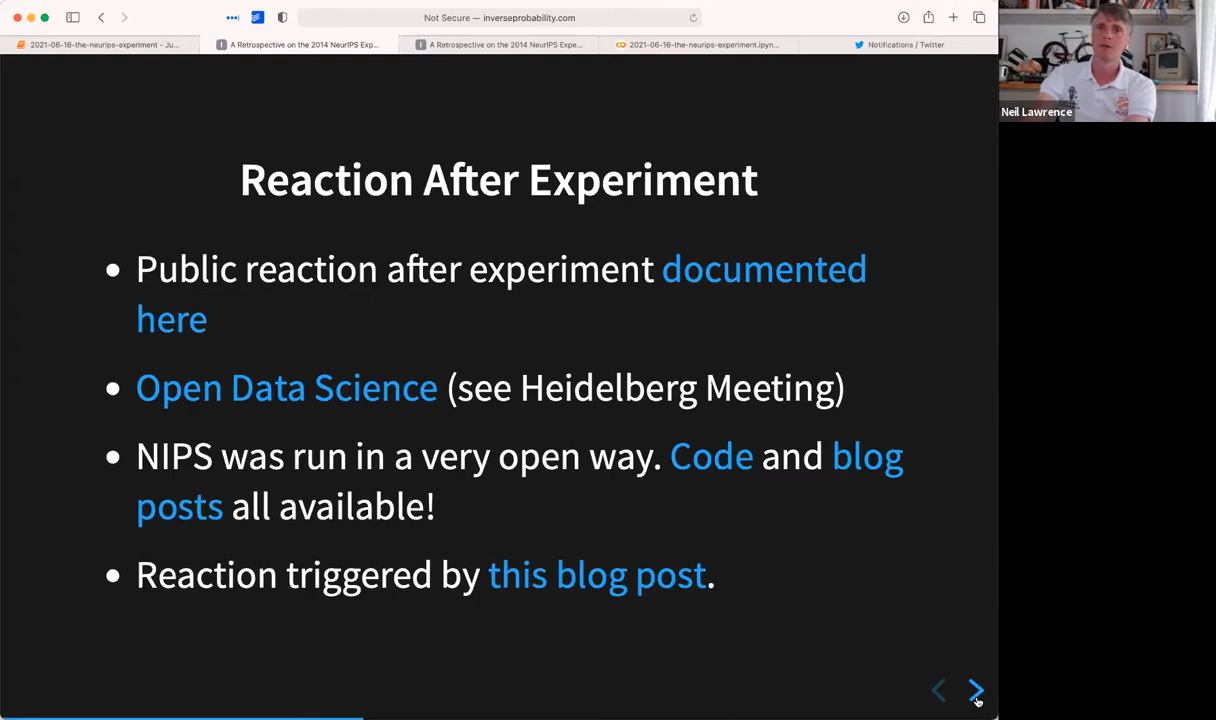 Not Secure — inverseprobability.com
2021-06-16-the-neurips-experiment - Ju...
A Retrospective on the 2014 NeurIPS Exp...
A Retrospective on the 2014 NeurIPS Expe...
2021-06-16-the-neurips-experiment.ipyn...
Notifications / Twitter
Neil Lawrence
Reaction After Experiment
• Public reaction after experiment documented
here
• Open Data Science (see Heidelberg Meeting)
• NIPS was run in a very open way. Code and blog
posts all available!
• Reaction triggered by this blog post.